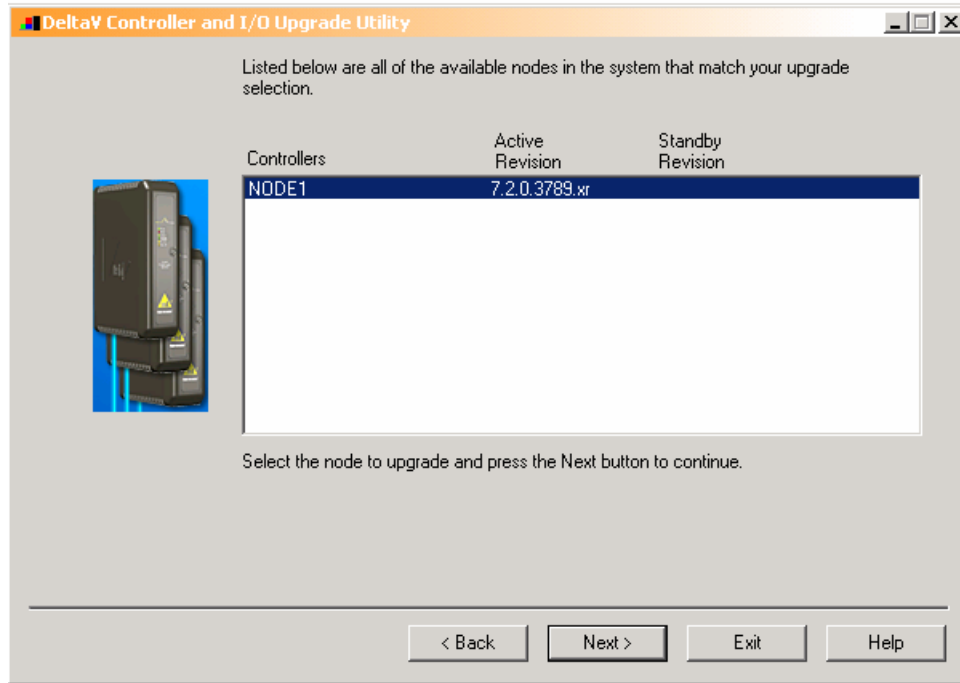 DeltaV Controller and I/O Upgrade Utility
Listed below are all of the available nodes in the system that match your upgrade
selection.
Controllers
Active
Revision
Standby
Revision
NODE1 7.2.0.3789.xr
Select the node to upgrade and press the Next button to continue.
< Back Next > Exit Help